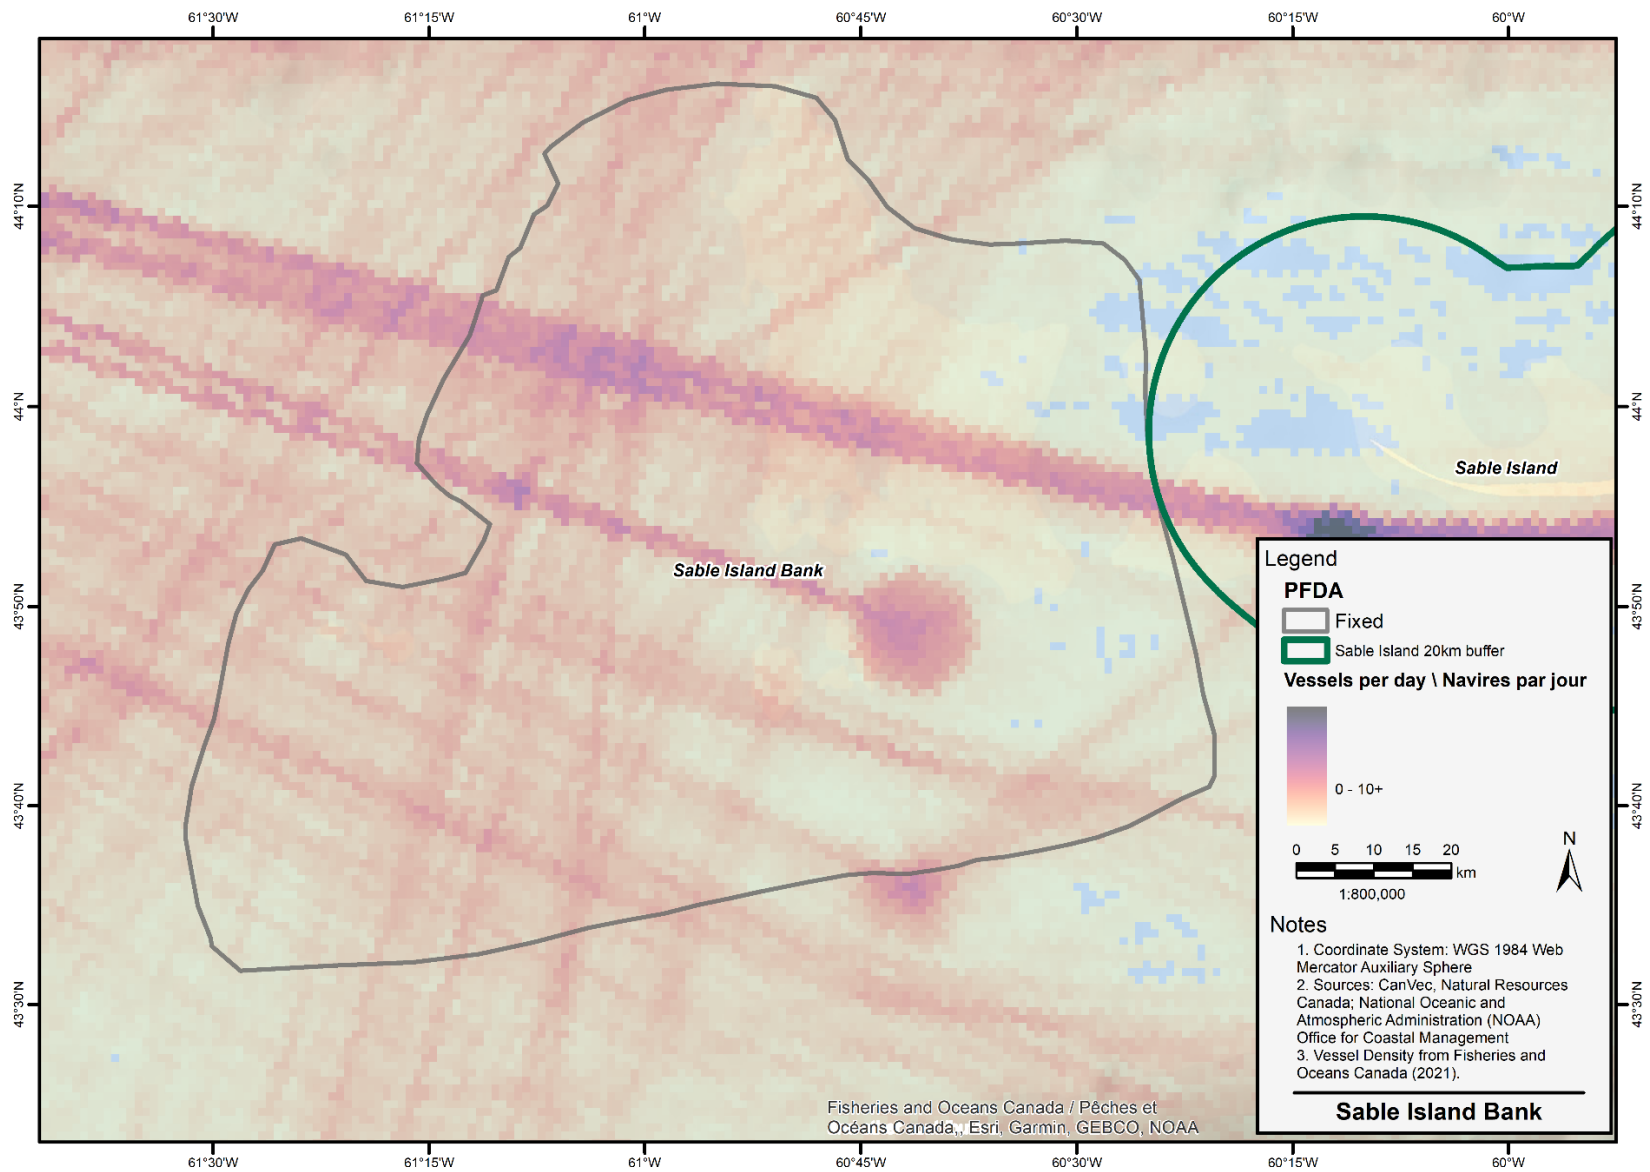 61°30'W
61°15'W
61°W
60°45'W
60°30'W
60°15'W
60°W
44°10'N
44°10'N
44°N
44°N
Sable Island
Sable Island Bank
43°50'N
43°50'N
43°40'N
43°40'N
43°30'N
43°30'N
Legend
PFDA
Fixed
Sable Island 20km buffer
Vessels per day \ Navires par jour
0 - 10+
0 5 10 15 20
km
1:800,000
N
Notes
1. Coordinate System: WGS 1984 Web
Mercator Auxiliary Sphere
2. Sources: CanVec, Natural Resources
Canada; National Oceanic and
Atmospheric Administration (NOAA)
Office for Coastal Management
3. Vessel Density from Fisheries and
Oceans Canada (2021).
Sable Island Bank
Fisheries and Oceans Canada / Pêches et
Océans Canada,, Esri, Garmin, GEBCO, NOAA
61°30'W
61°15'W
61°W
60°45'W
60°30'W
60°15'W
60°W